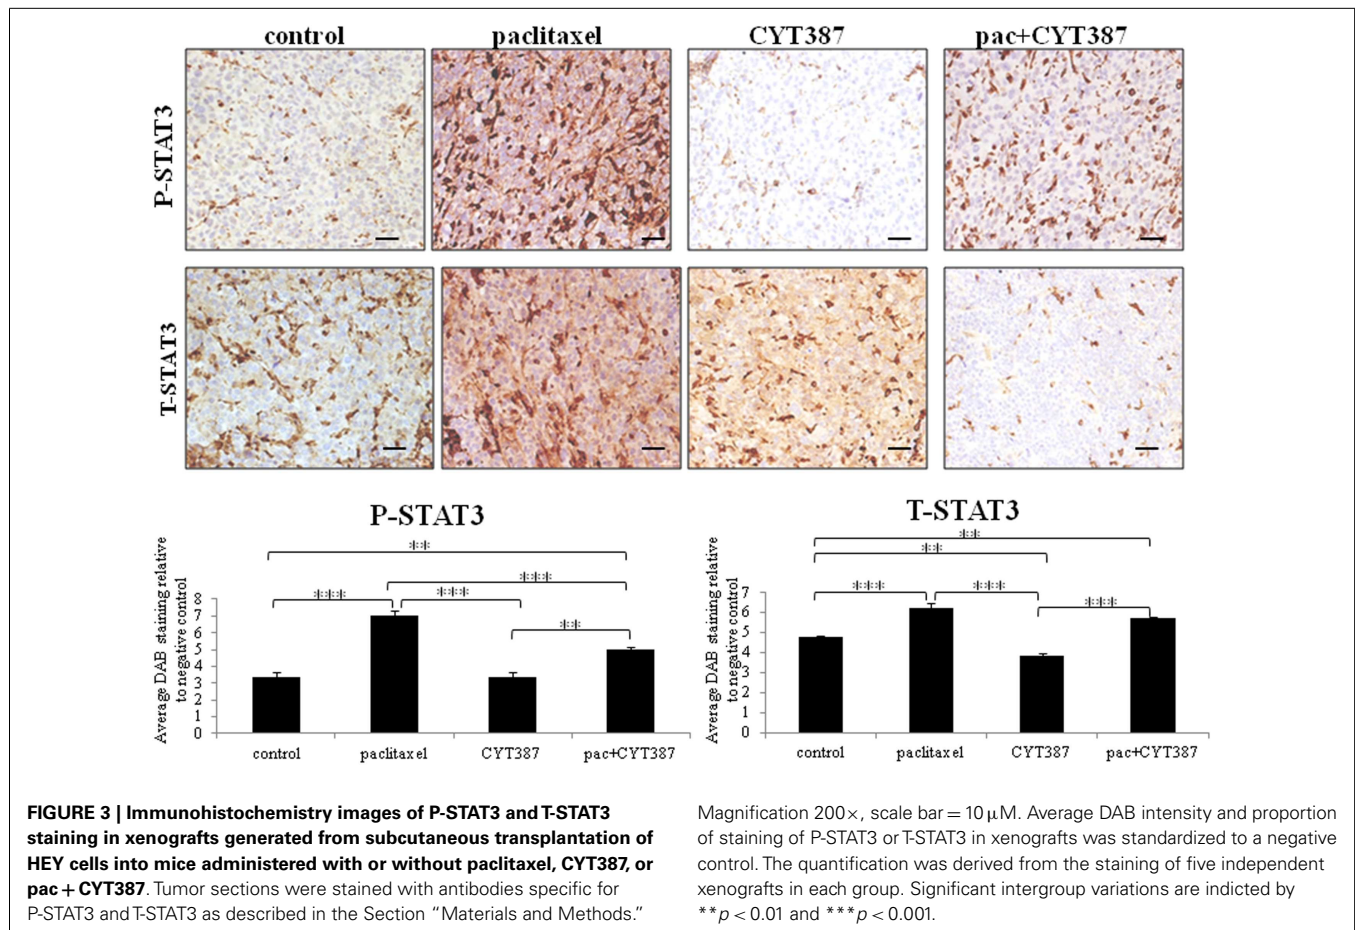 control paclitaxel CYT387 pac+CYT387
P-STAT3
T-STAT3
P-STAT3
**
***
*** ***
**
Average DAB staining relative
to negative control
8
7
6
5
4
3
2
1
0
control paclitaxel CYT387 pac+CYT387
T-STAT3
**
**
*** ***
***
Average DAB staining relative
to negative control
7
6
5
4
3
2
1
0
control paclitaxel CYT387 pac+CYT387
FIGURE 3 | Immunohistochemistry images of P-STAT3 and T-STAT3
staining in xenografts generated from subcutaneous transplantation of
HEY cells into mice administered with or without paclitaxel, CYT387, or
pac + CYT387. Tumor sections were stained with antibodies specific for
P-STAT3 and T-STAT3 as described in the Section “Materials and Methods.”
Magnification 200×, scale bar = 10 μM. Average DAB intensity and proportion
of staining of P-STAT3 or T-STAT3 in xenografts was standardized to a negative
control. The quantification was derived from the staining of five independent
xenografts in each group. Significant intergroup variations are indicted by
**p < 0.01 and ***p < 0.001.